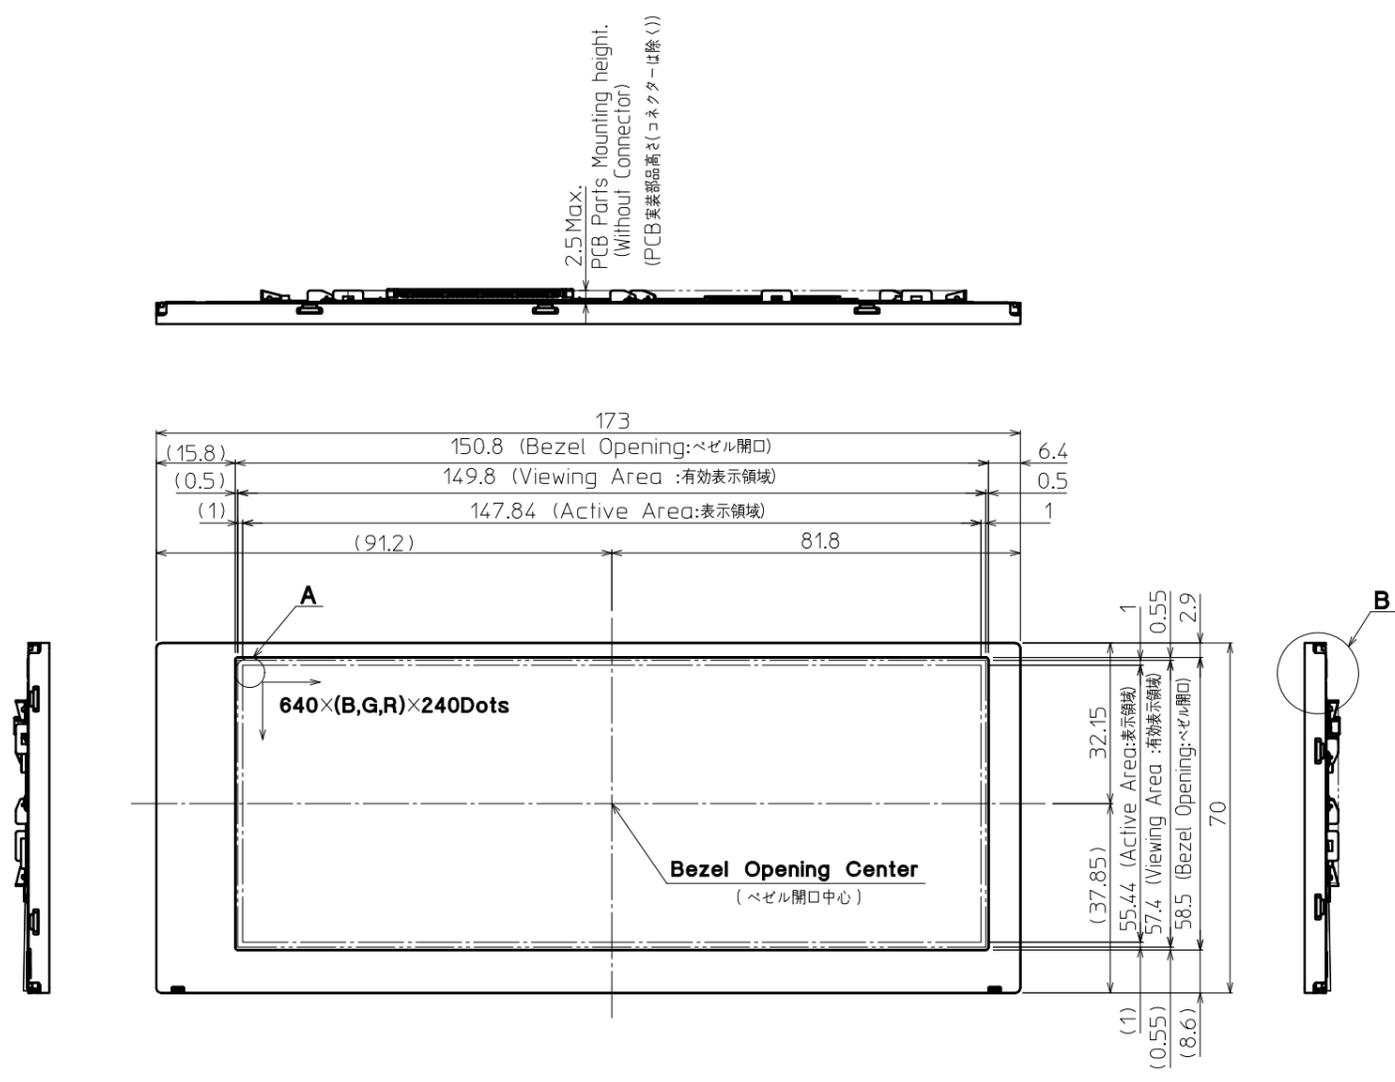 2.5Max.
PCB Parts Mounting height.
(Without Connector)
(PCB実装部品高さ(コネクターは除く))
173
(15.8)
150.8 (Bezel Opening:ベゼル開口)
6.4
(0.5)
149.8 (Viewing Area :有効表示領域)
0.5
(1)
147.84 (Active Area:表示領域)
1
(91.2)
81.8
A
B
1
0.55
2.9
640×(B,G,R)×240Dots
32.15
(37.85)
55.44 (Active Area:表示領域)
57.4 (Viewing Area :有効表示領域)
58.5 (Bezel Opening:ベゼル開口)
70
Bezel Opening Center
(ベゼル開口中心)
(1)
(0.55)
(8.6)